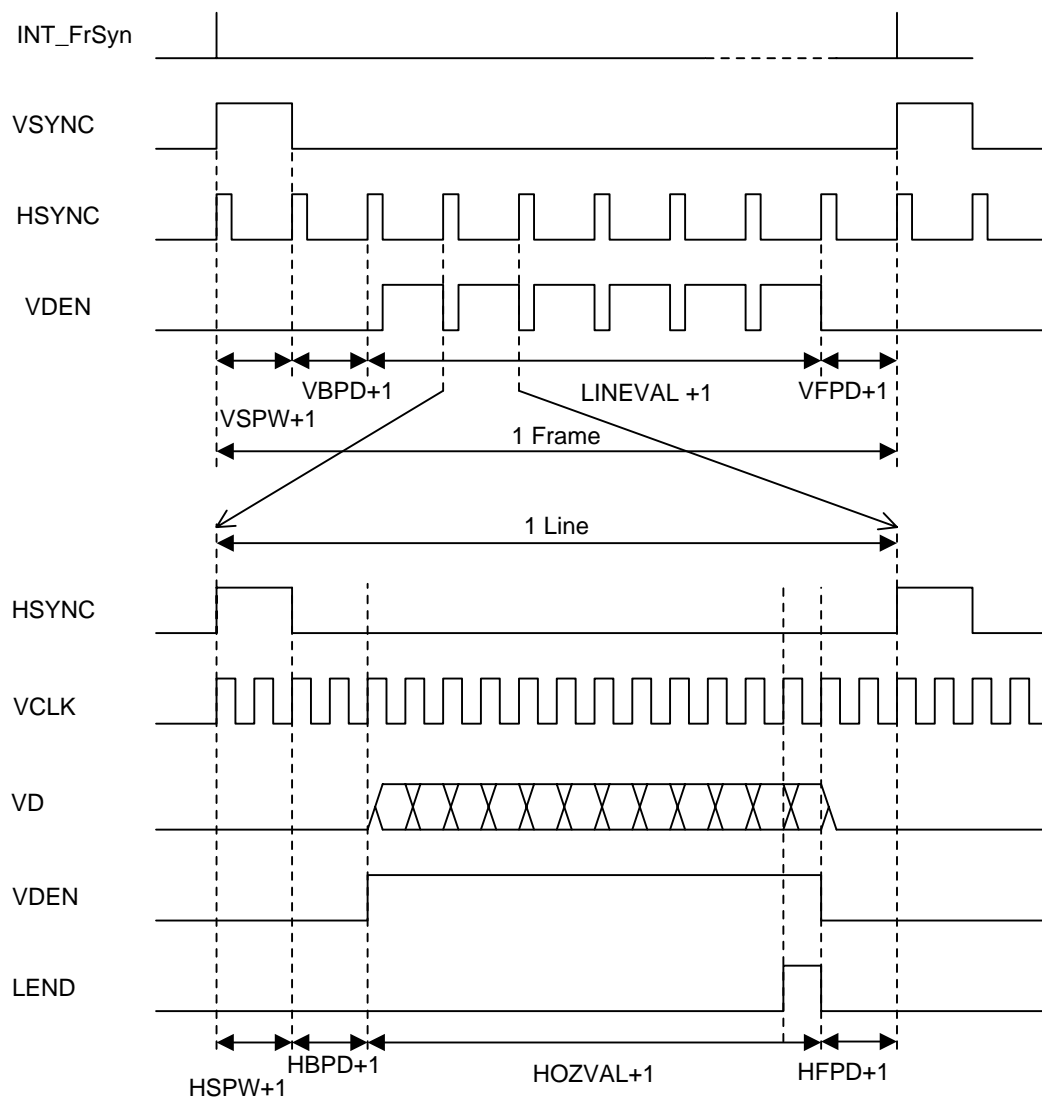 INT_FrSyn
VSYNC
HSYNC
VDEN
VBPD+1
LINEVAL +1
VFPD+1
VSPW+1
1 Frame
1 Line
HSYNC
VCLK
VD
VDEN
LEND
HBPD+1
HOZVAL+1
HFPD+1
HSPW+1